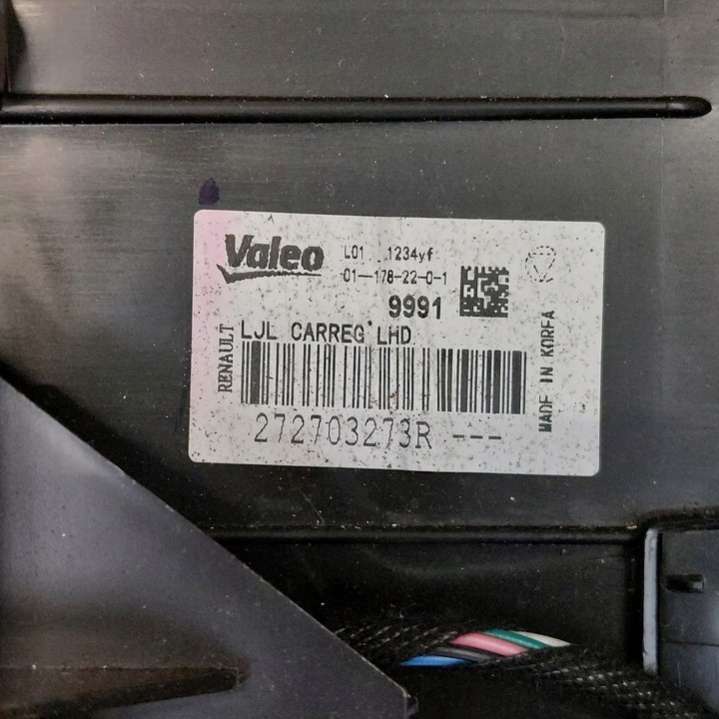 Valeo
L01 1234yf
01-178-22-0-1
9991
RENAULT
LJL CARREG LHD
272703273R ---
MADE IN KOREA